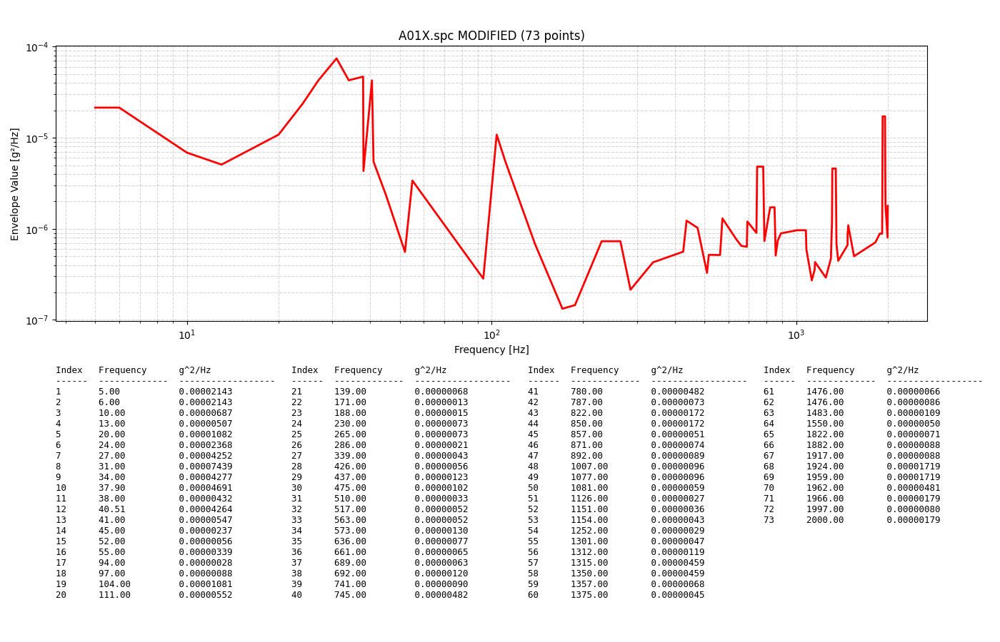 A01X.spc MODIFIED (73 points)
10⁻⁴
10⁻⁵
10⁻⁶
10⁻⁷
Envelope Value [g²/Hz]
10¹ 10² 10³
Frequency [Hz]
Index Frequency g^2/Hz Index Frequency g^2/Hz Index Frequency g^2/Hz Index Frequency g^2/Hz
------ ------------- ------------------ ------ ------------- ------------------ ------ ------------- ------------------ ------ ------------- ------------------
1 5.00 0.00002143 21 139.00 0.00000068 41 780.00 0.00000482 61 1476.00 0.00000066
2 6.00 0.00002143 22 171.00 0.00000013 42 787.00 0.00000073 62 1476.00 0.00000086
3 10.00 0.00000687 23 188.00 0.00000015 43 822.00 0.00000172 63 1483.00 0.00000109
4 13.00 0.00000507 24 230.00 0.00000073 44 850.00 0.00000172 64 1550.00 0.00000050
5 20.00 0.00001082 25 265.00 0.00000073 45 857.00 0.00000051 65 1822.00 0.00000071
6 24.00 0.00002368 26 286.00 0.00000021 46 871.00 0.00000074 66 1882.00 0.00000088
7 27.00 0.00004252 27 339.00 0.00000043 47 892.00 0.00000089 67 1917.00 0.00000088
8 31.00 0.00007439 28 426.00 0.00000056 48 1007.00 0.00000096 68 1924.00 0.00001719
9 34.00 0.00004277 29 437.00 0.00000123 49 1077.00 0.00000096 69 1959.00 0.00001719
10 37.90 0.00004691 30 475.00 0.00000102 50 1081.00 0.00000059 70 1962.00 0.00000481
11 38.00 0.00000432 31 510.00 0.00000033 51 1126.00 0.00000027 71 1966.00 0.00000179
12 40.51 0.00004264 32 517.00 0.00000052 52 1151.00 0.00000036 72 1997.00 0.00000080
13 41.00 0.00000547 33 563.00 0.00000052 53 1154.00 0.00000043 73 2000.00 0.00000179
14 45.00 0.00000237 34 573.00 0.00000130 54 1252.00 0.00000029
15 52.00 0.00000056 35 636.00 0.00000077 55 1301.00 0.00000047
16 55.00 0.00000339 36 661.00 0.00000065 56 1312.00 0.00000119
17 94.00 0.00000028 37 689.00 0.00000063 57 1315.00 0.00000459
18 97.00 0.00000088 38 692.00 0.00000120 58 1350.00 0.00000459
19 104.00 0.00001081 39 741.00 0.00000090 59 1357.00 0.00000068
20 111.00 0.00000552 40 745.00 0.00000482 60 1375.00 0.00000045